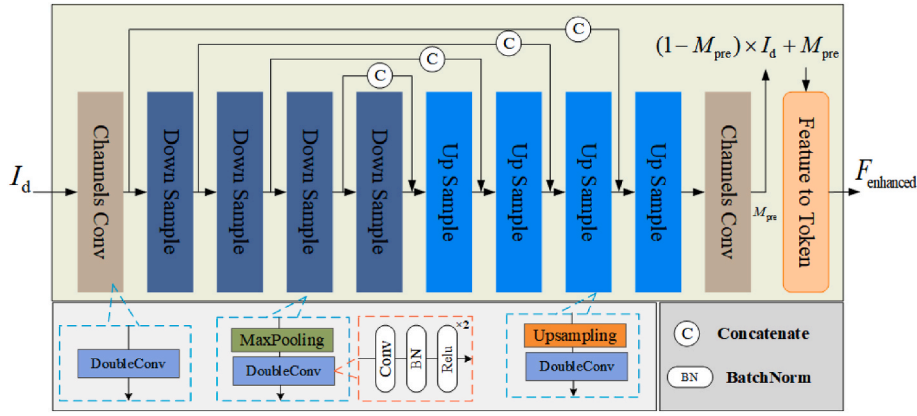 C
C
C
C
(1−M_pre) × I_d + M_pre
I_d
Channels Conv
Down Sample
Down Sample
Down Sample
Down Sample
Up Sample
Up Sample
Up Sample
Up Sample
Channels Conv
M_pre
Feature to Token
F_enhanced
DoubleConv
MaxPooling
DoubleConv
Conv
BN
Relu
×2
Upsampling
DoubleConv
C Concatenate
BN BatchNorm